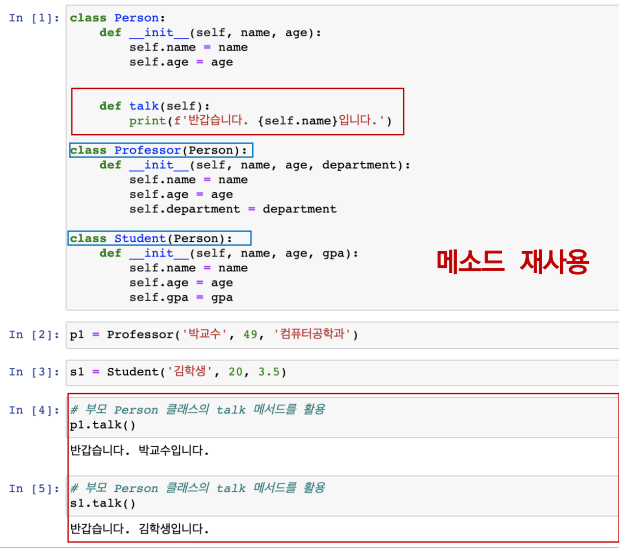 In [1]: class Person:
def __init__(self, name, age):
self.name = name
self.age = age
def talk(self):
print(f'반갑습니다. {self.name}입니다.')
class Professor(Person):
def __init__(self, name, age, department):
self.name = name
self.age = age
self.department = department
class Student(Person):
def __init__(self, name, age, gpa):
self.name = name
self.age = age
self.gpa = gpa
메소드 재사용
In [2]: p1 = Professor('박교수', 49, '컴퓨터공학과')
In [3]: s1 = Student('김학생', 20, 3.5)
In [4]: # 부모 Person 클래스의 talk 메서드를 활용
p1.talk()
반갑습니다. 박교수입니다.
In [5]: # 부모 Person 클래스의 talk 메서드를 활용
s1.talk()
반갑습니다. 김학생입니다.